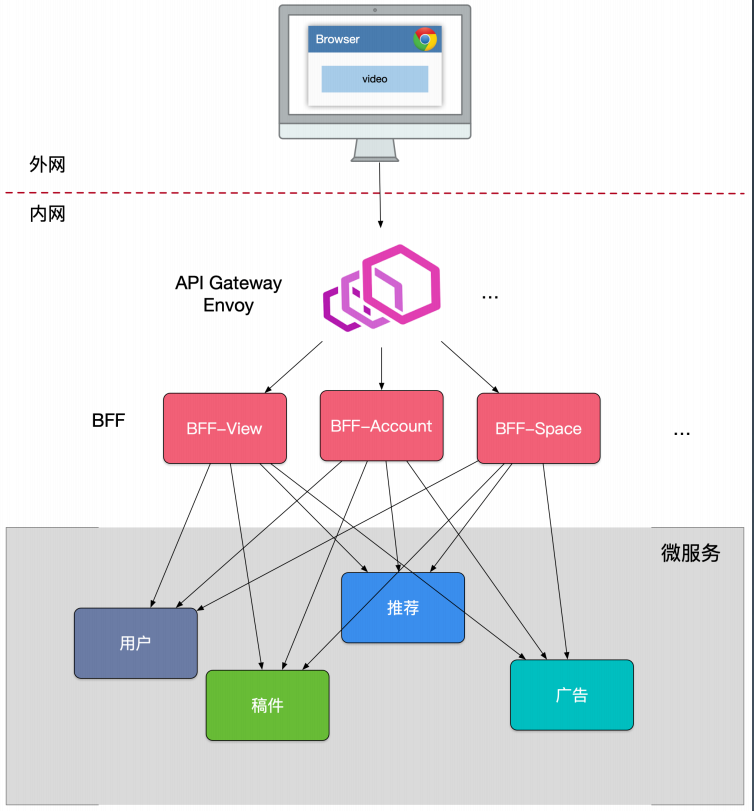 Browser
video
外网
内网
API Gateway
Envoy
...
BFF
BFF-View
BFF-Account
BFF-Space
...
微服务
推荐
用户
稿件
广告